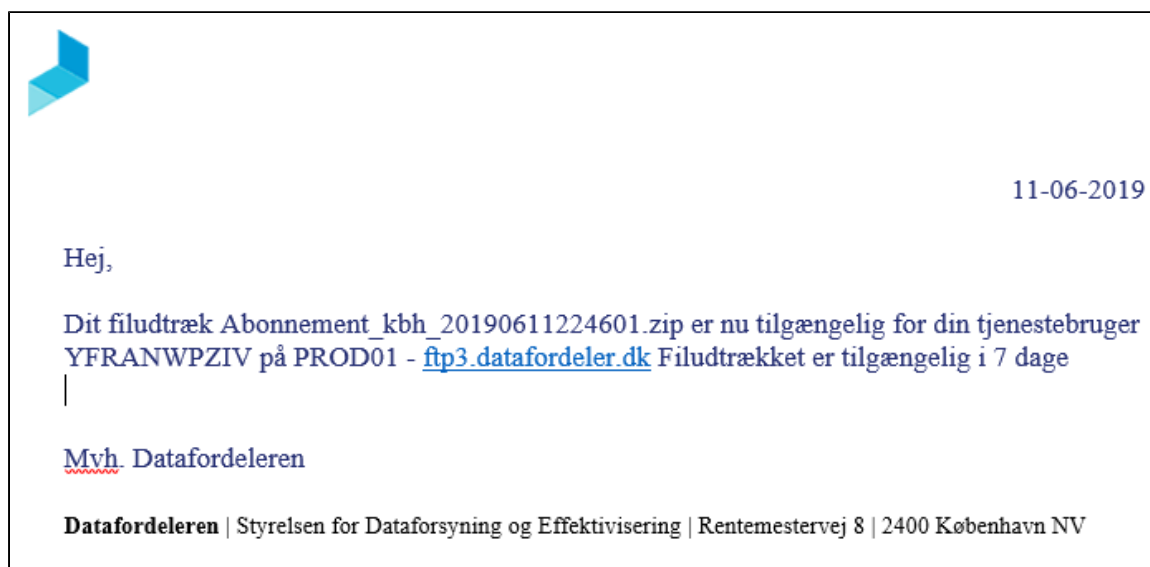 11-06-2019
Hej,
Dit filudtræk Abonnement_kbh_20190611224601.zip er nu tilgængelig for din tjenestebruger
YFRANWPZIV på PROD01 - ftp3.datafordeler.dk Filudtrækket er tilgængelig i 7 dage
Mvh. Datafordeleren
Datafordeleren | Styrelsen for Dataforsyning og Effektivisering | Rentemestervej 8 | 2400 København NV